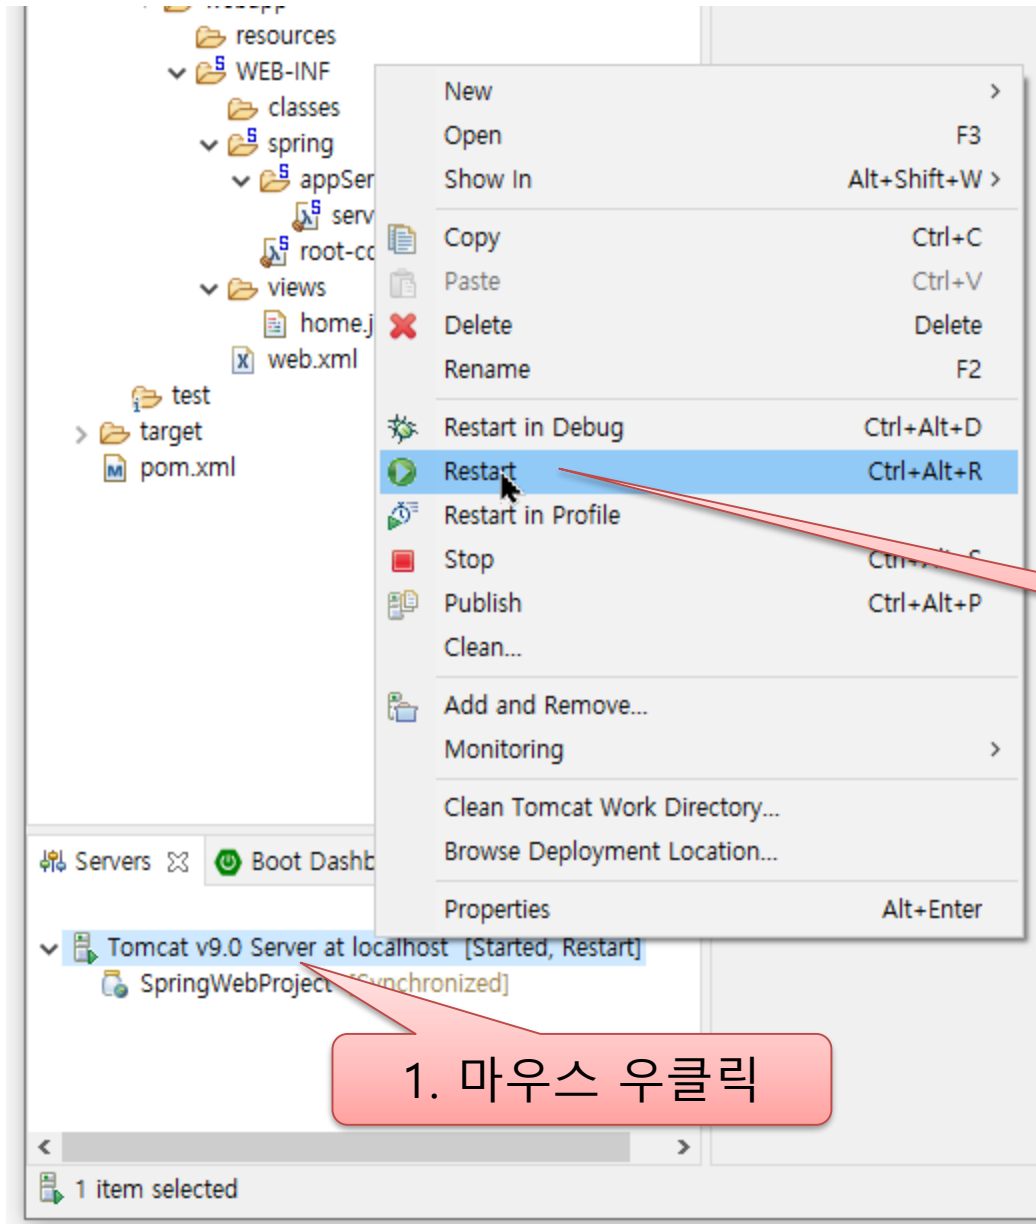 resources
WEB-INF
classes
spring
appSer
serv
root-co
views
home.j
web.xml
test
target
pom.xml
New
Open F3
Show In Alt+Shift+W >
Copy Ctrl+C
Paste Ctrl+V
Delete Delete
Rename F2
Restart in Debug Ctrl+Alt+D
Restart Ctrl+Alt+R
Restart in Profile
Stop
Publish Ctrl+Alt+P
Clean...
Add and Remove...
Monitoring
Clean Tomcat Work Directory...
Browse Deployment Location...
Properties Alt+Enter
Servers Boot Dashb
Tomcat v9.0 Server at localhost [Started, Restart]
SpringWebProject [Synchronized]
1. 마우스 우클릭
1 item selected